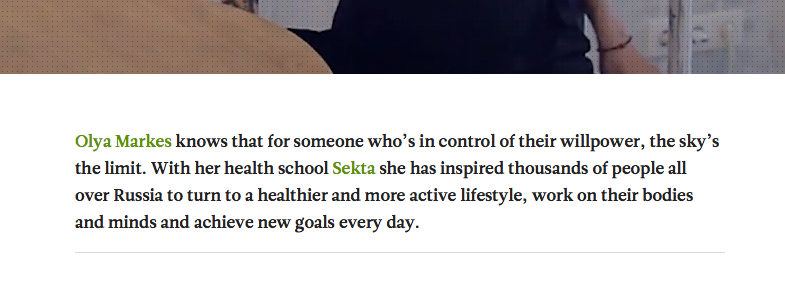 Olya Markes knows that for someone who’s in control of their willpower, the sky’s
the limit. With her health school Sekta she has inspired thousands of people all
over Russia to turn to a healthier and more active lifestyle, work on their bodies
and minds and achieve new goals every day.